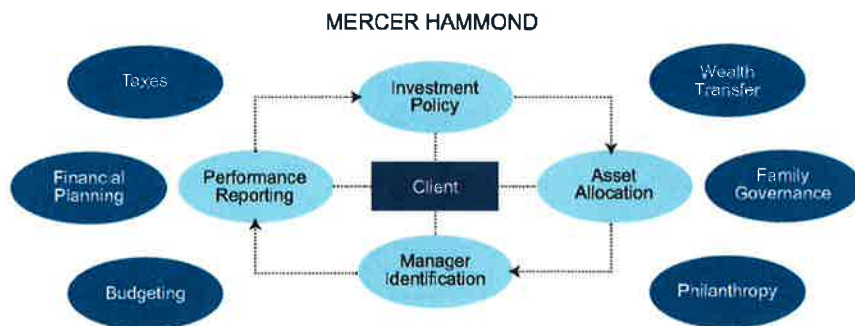 MERCER HAMMOND
Taxes
Investment
Policy
Wealth
Transfer
Financial
Planning
Performance
Reporting
Client
Asset
Allocation
Family
Governance
Budgeting
Manager
Identification
Philanthropy